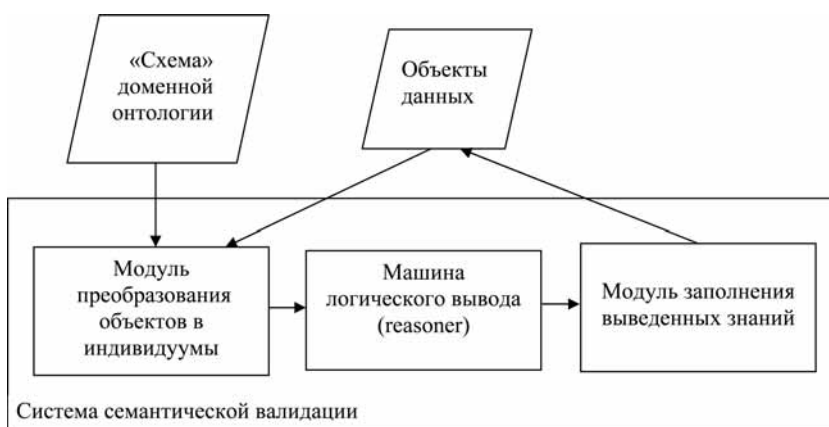 «Схема»
доменной
онтологии
Объекты
данных
Модуль
преобразования
объектов в
индивидуумы
Машина
логического вывода
(reasoner)
Модуль заполнения
выведенных знаний
Система семантической валидации